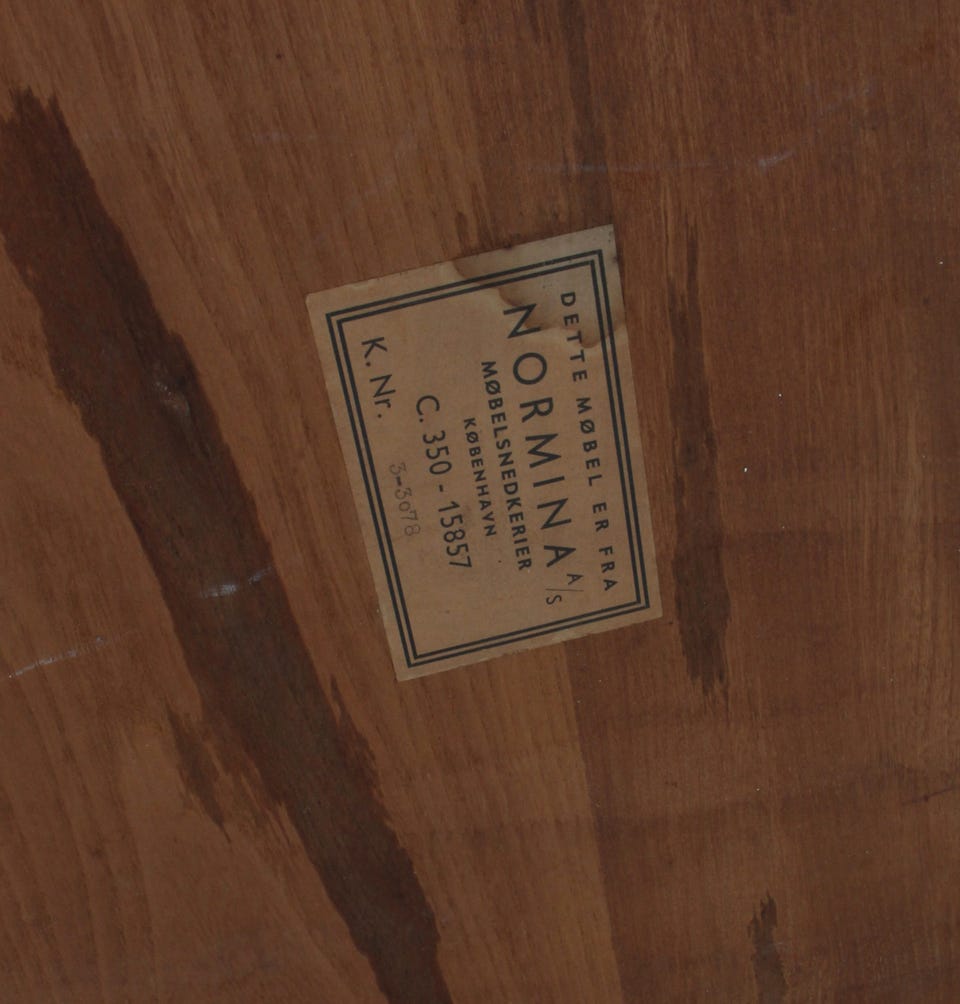 DETTE MØBEL ER FRA
NORMINA A/S
MØBELSNEDKERIER
KØBENHAVN
C. 350 - 15857
3-3078
K. Nr.